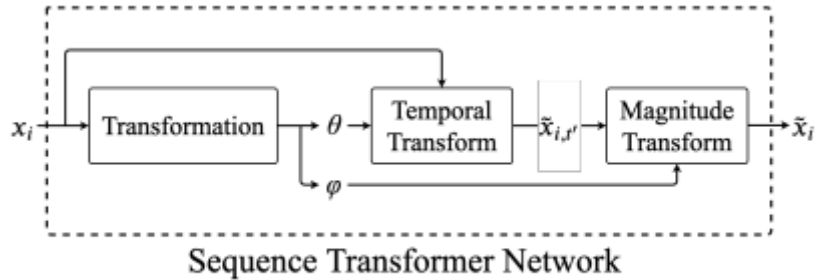 x_i
Transformation
θ
φ
Temporal
Transform
x̃_{i,t′}
Magnitude
Transform
x̃_i
Sequence Transformer Network